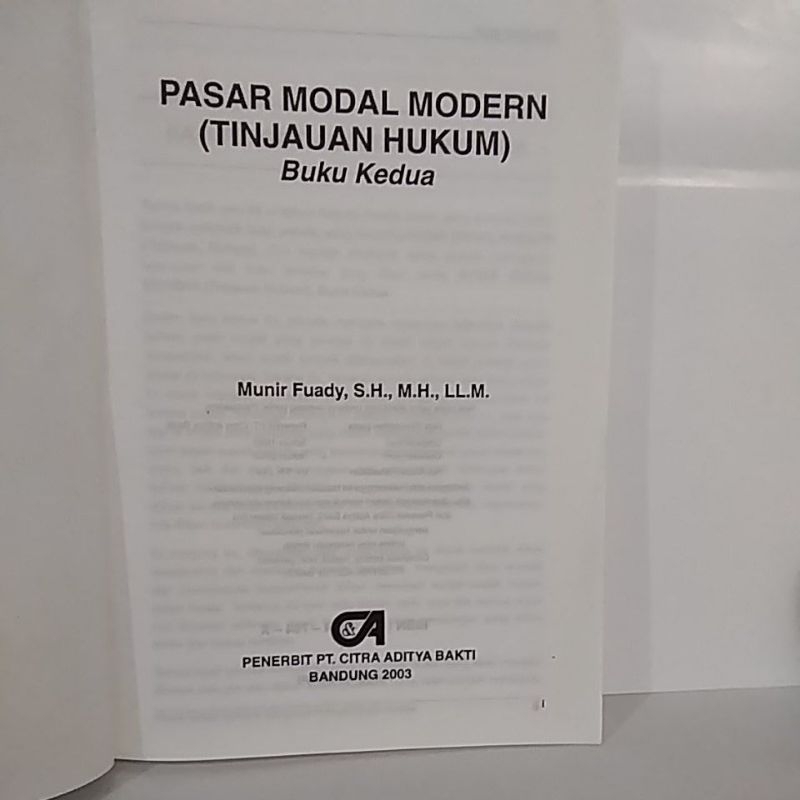 PASAR MODAL MODERN
(TINJAUAN HUKUM)
Buku Kedua
Munir Fuady, S.H., M.H., LL.M.
C&A
PENERBIT PT. CITRA ADITYA BAKTI
BANDUNG 2003
i